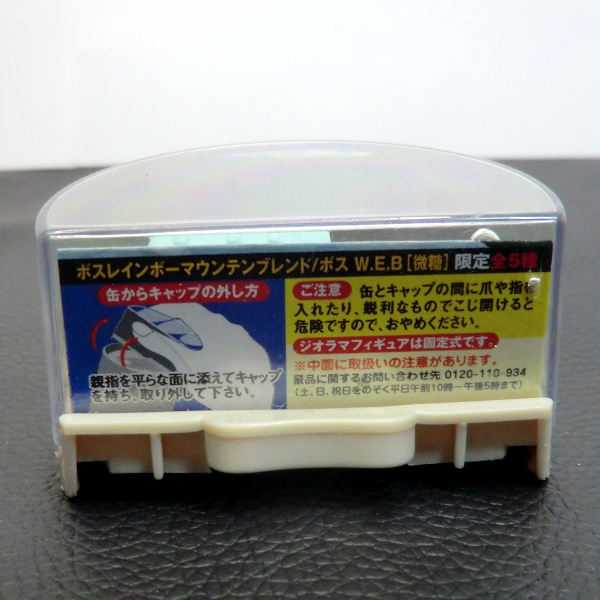 ボスレインボーマウンテンブレンド/ボス W.E.B[微糖] 限定全5種
缶からキャップの外し方
親指を平らな面に添えてキャップ
を持ち、取り外して下さい。
ご注意 缶とキャップの間に爪や指を
入れたり、鋭利なものでこじ開けると
危険ですので、おやめください。
ジオラマフィギュアは固定式です。
※中面に取扱いの注意があります。
景品に関するお問い合わせ先 0120-110-934
(土、日、祝日をのぞく平日午前10時〜午後5時まで)